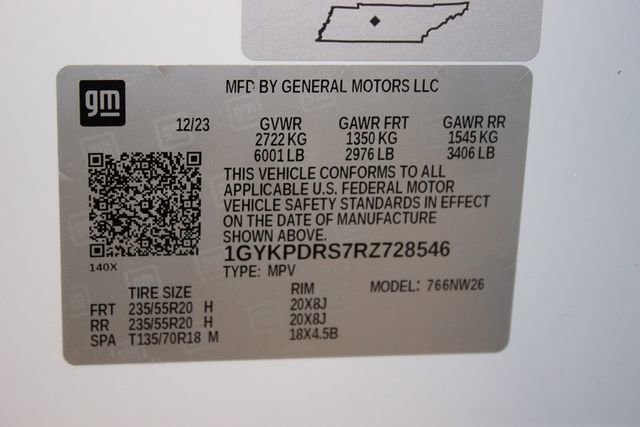 gm
MFD BY GENERAL MOTORS LLC
12/23 GVWR GAWR FRT GAWR RR
2722 KG 1350 KG 1545 KG
6001 LB 2976 LB 3406 LB
THIS VEHICLE CONFORMS TO ALL
APPLICABLE U.S. FEDERAL MOTOR
VEHICLE SAFETY STANDARDS IN EFFECT
ON THE DATE OF MANUFACTURE
SHOWN ABOVE.
1GYKPDRS7RZ728546
140X
TYPE: MPV
TIRE SIZE RIM MODEL: 766NW26
FRT 235/55R20 H 20X8J
RR 235/55R20 H 20X8J
SPA T135/70R18 M 18X4.5B